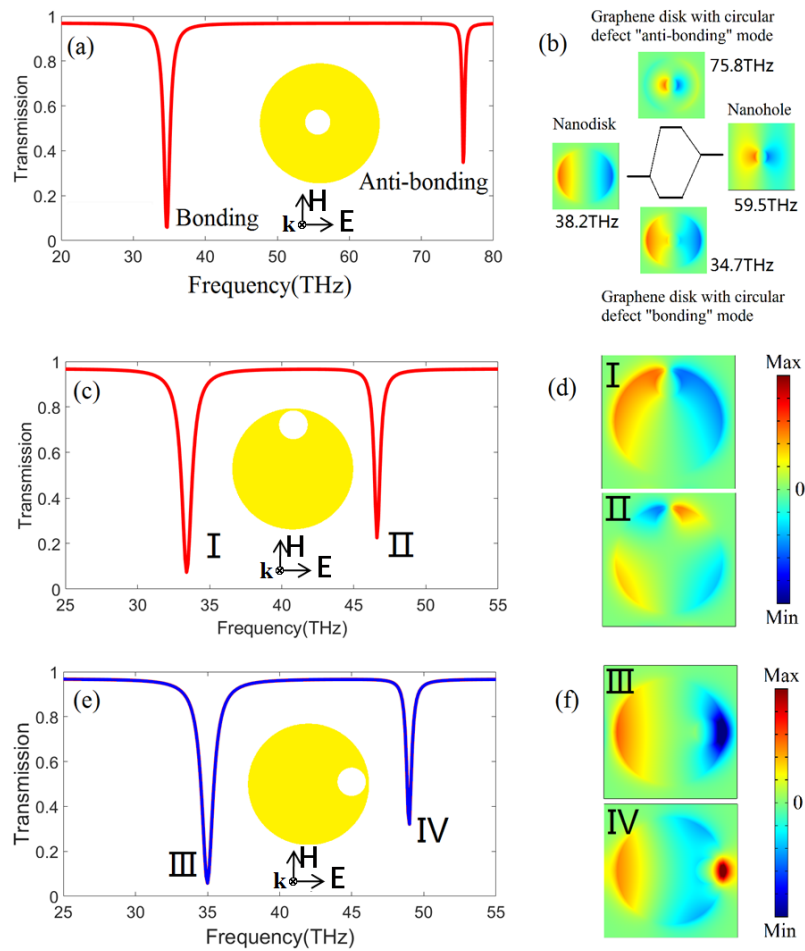 (a)
Transmission
1
0.8
0.6
0.4
0.2
0
20
30
40
50
60
70
80
Frequency(THz)
Bonding
Anti-bonding
H
k
E
(b)
Graphene disk with circular
defect "anti-bonding" mode
75.8THz
Nanodisk
Nanohole
38.2THz
59.5THz
34.7THz
Graphene disk with circular
defect "bonding" mode
(c)
Transmission
1
0.8
0.6
0.4
0.2
0
25
30
35
40
45
50
55
Frequency(THz)
I
II
H
k
E
(d)
I
II
Max
0
Min
(e)
Transmission
1
0.8
0.6
0.4
0.2
0
25
30
35
40
45
50
55
Frequency(THz)
III
IV
H
k
E
(f)
III
IV
Max
0
Min